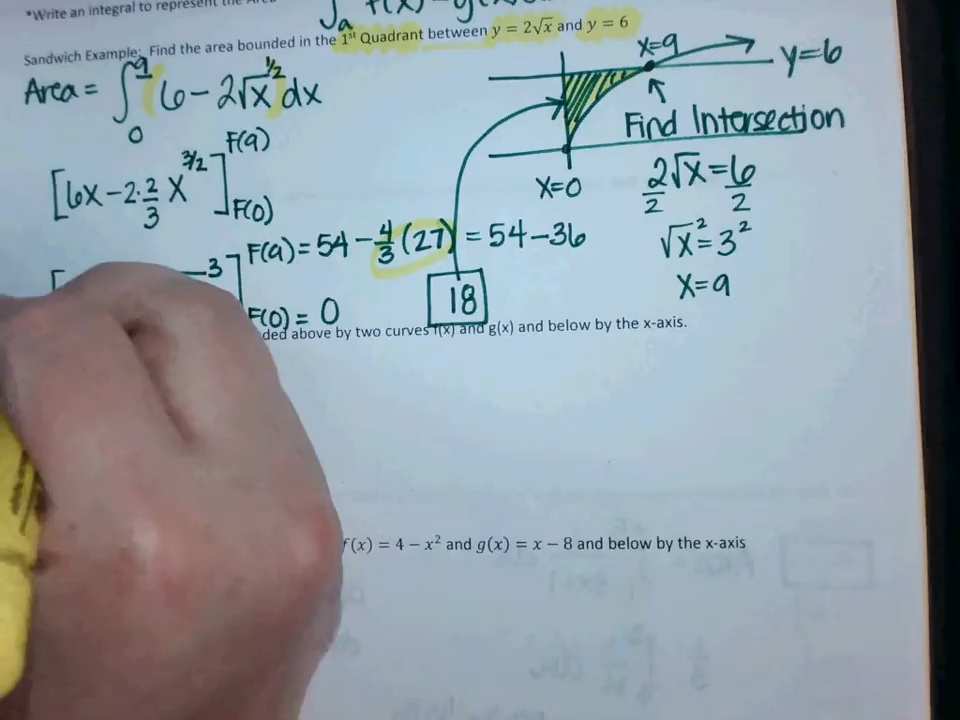 *Write an integral to represent the Area
∫a f(x) - g(x)
Sandwich Example: Find the area bounded in the 1st Quadrant between y = 2√x and y = 6
Area = ∫₀⁹ 6 - 2√x^1/2 dx
[6x - 2·2/3 x^3/2] F(9) F(0)
F(9) = 54 - 4/3 (27) = 54 - 36
F(0) = 0
18
x=9
y=6
Find Intersection
x=0
2√x = 6
2 2
√x² = 3²
x=9
ded above by two curves f(x) and g(x) and below by the x-axis.
f(x) = 4 − x² and g(x) = x − 8 and below by the x-axis